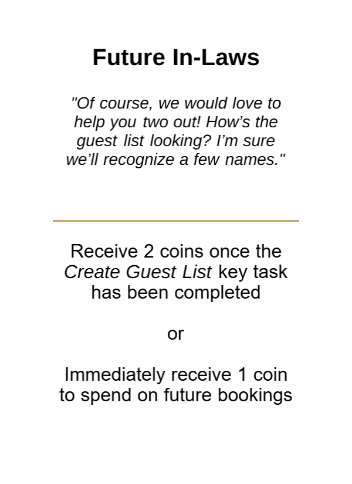 Future In-Laws
"Of course, we would love to
help you two out! How's the
guest list looking? I’m sure
we’ll recognize a few names."
Receive 2 coins once the
Create Guest List key task
has been completed
or
Immediately receive 1 coin
to spend on future bookings